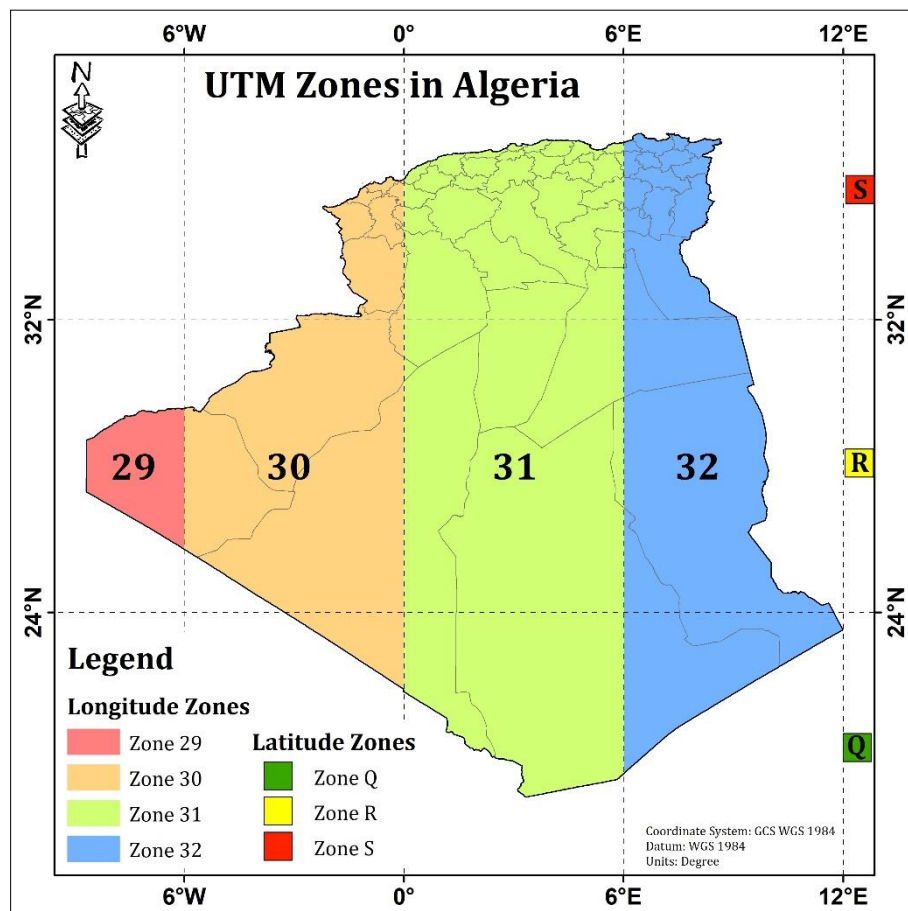 6°W 0° 6°E 12°E
N
UTM Zones in Algeria
S
32°N 32°N
29 30 31 32 R
24°N 24°N
Legend
Longitude Zones
Zone 29
Zone 30
Zone 31
Zone 32
Latitude Zones
Zone Q
Zone R
Zone S
Q
Coordinate System: GCS WGS 1984
Datum: WGS 1984
Units: Degree
6°W 0° 6°E 12°E